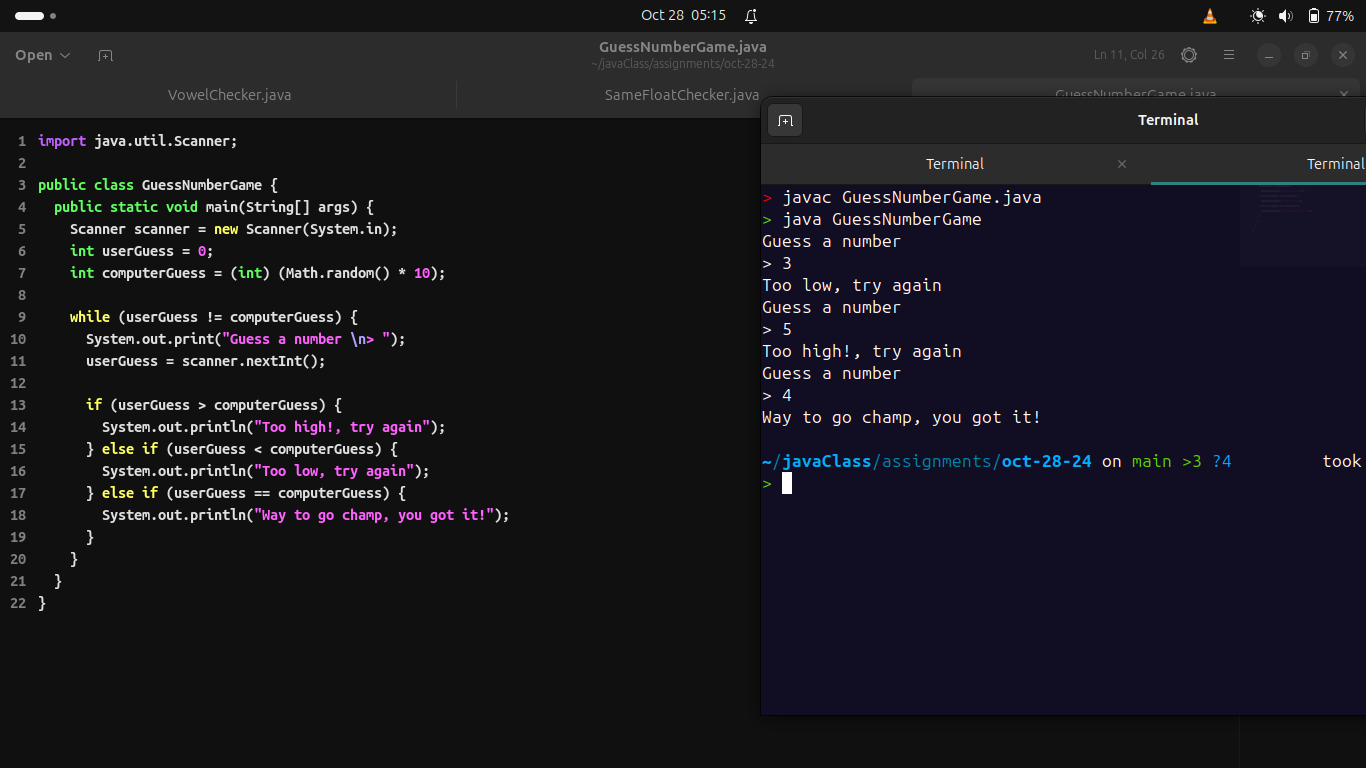 Oct 28 05:15
77%
Open
GuessNumberGame.java
~/javaClass/assignments/oct-28-24
Ln 11, Col 26
VowelChecker.java
SameFloatChecker.java
GuessNumberGame.java
1 import java.util.Scanner;
2
3 public class GuessNumberGame {
4 public static void main(String[] args) {
5 Scanner scanner = new Scanner(System.in);
6 int userGuess = 0;
7 int computerGuess = (int) (Math.random() * 10);
8
9 while (userGuess != computerGuess) {
10 System.out.print("Guess a number \n> ");
11 userGuess = scanner.nextInt();
12
13 if (userGuess > computerGuess) {
14 System.out.println("Too high!, try again");
15 } else if (userGuess < computerGuess) {
16 System.out.println("Too low, try again");
17 } else if (userGuess == computerGuess) {
18 System.out.println("Way to go champ, you got it!");
19 }
20 }
21 }
22 }
Terminal
Terminal
Terminal
> javac GuessNumberGame.java
> java GuessNumberGame
Guess a number
> 3
Too low, try again
Guess a number
> 5
Too high!, try again
Guess a number
> 4
Way to go champ, you got it!
~/javaClass/assignments/oct-28-24 on main >3 ?4 took
>